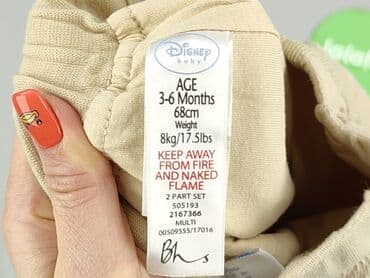 Disney
baby
AGE
3-6 Months
68cm
Weight
8kg/17.5lbs
KEEP AWAY
FROM FIRE
AND NAKED
FLAME
2 PART SET
505193
2167366
MULTI
00509555/17016
Bhs